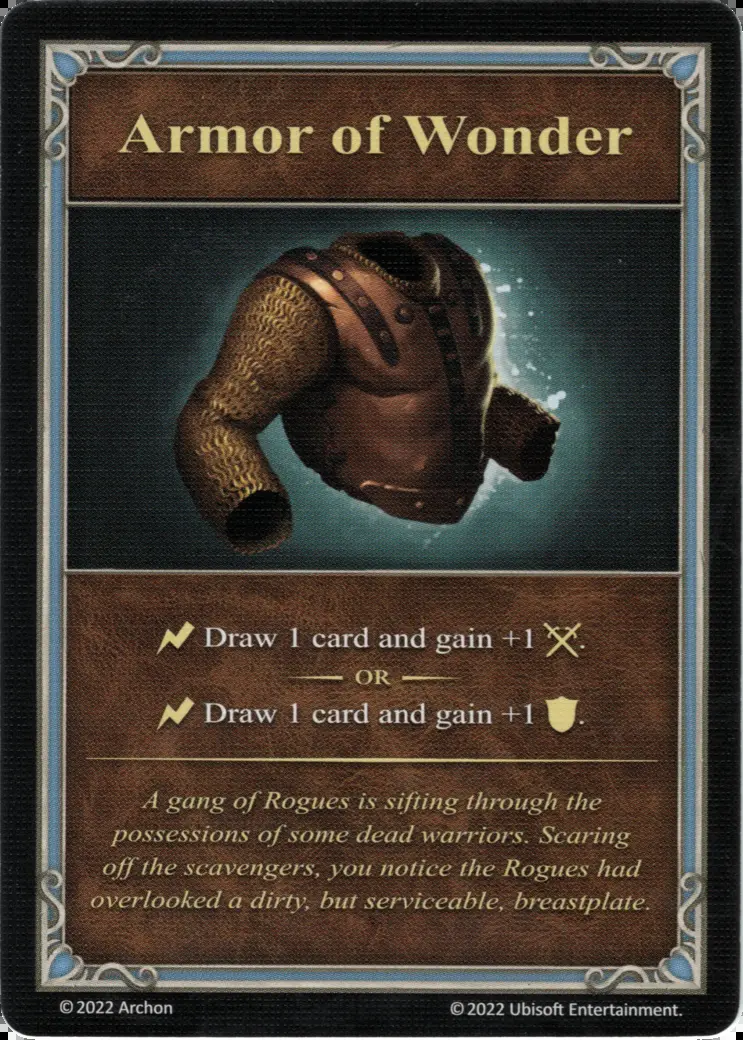 Armor of Wonder
Draw 1 card and gain +1
OR
Draw 1 card and gain +1
A gang of Rogues is sifting through the
possessions of some dead warriors. Scaring
off the scavengers, you notice the Rogues had
overlooked a dirty, but serviceable, breastplate.
© 2022 Archon
© 2022 Ubisoft Entertainment.